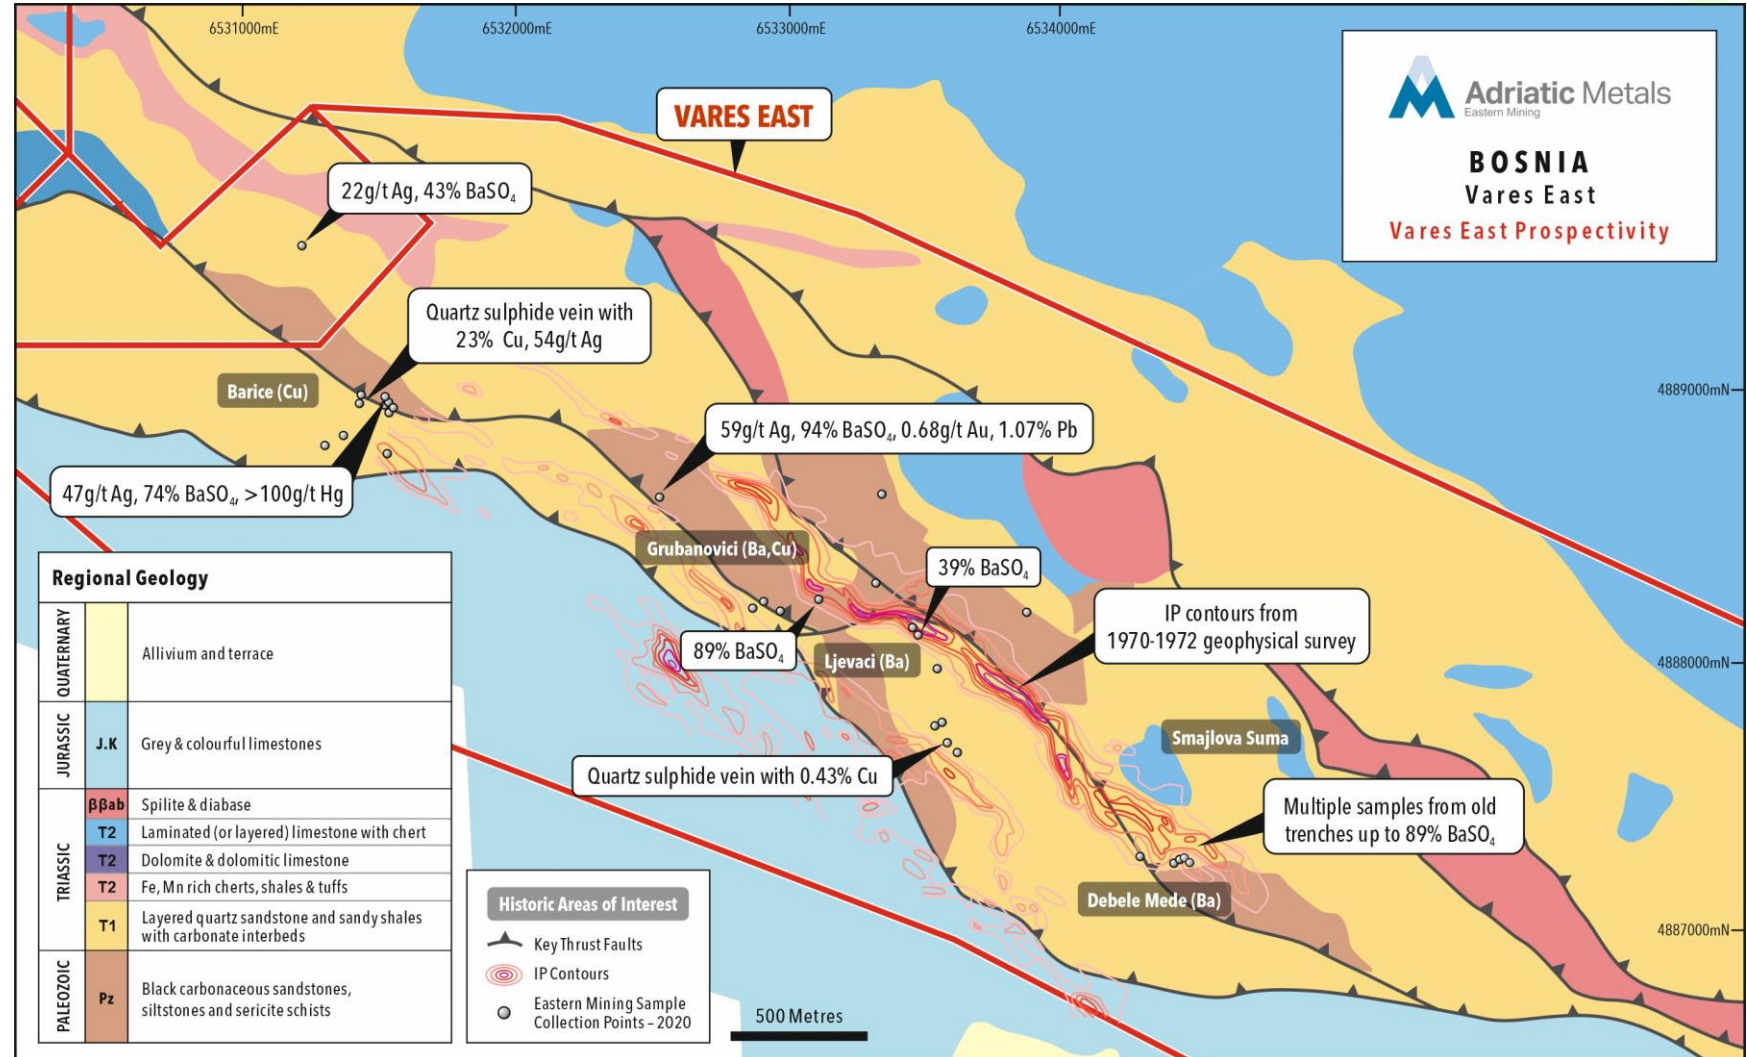 6531000mE
6532000mE
6533000mE
6534000mE
VARES EAST
Adriatic Metals
Eastern Mining
BOSNIA
Vares East
Vares East Prospectivity
22g/t Ag, 43% BaSO₄
Quartz sulphide vein with
23% Cu, 54g/t Ag
Barice (Cu)
4889000mN
59g/t Ag, 94% BaSO₄, 0.68g/t Au, 1.07% Pb
47g/t Ag, 74% BaSO₄, >100g/t Hg
Grubanovici (Ba,Cu)
39% BaSO₄
IP contours from
1970-1972 geophysical survey
89% BaSO₄
Ljevaci (Ba)
4888000mN
Smajlova Suma
Quartz sulphide vein with 0.43% Cu
Multiple samples from old
trenches up to 89% BaSO₄
Debele Mede (Ba)
4887000mN
Regional Geology
QUATERNARY
Allivium and terrace
JURASSIC
J.K
Grey & colourful limestones
TRIASSIC
ββab
Spilite & diabase
T2
Laminated (or layered) limestone with chert
T2
Dolomite & dolomitic limestone
T2
Fe, Mn rich cherts, shales & tuffs
T1
Layered quartz sandstone and sandy shales
with carbonate interbeds
PALEOZOIC
Pz
Black carbonaceous sandstones,
siltstones and sericite schists
Historic Areas of Interest
Key Thrust Faults
IP Contours
Eastern Mining Sample
Collection Points – 2020
500 Metres